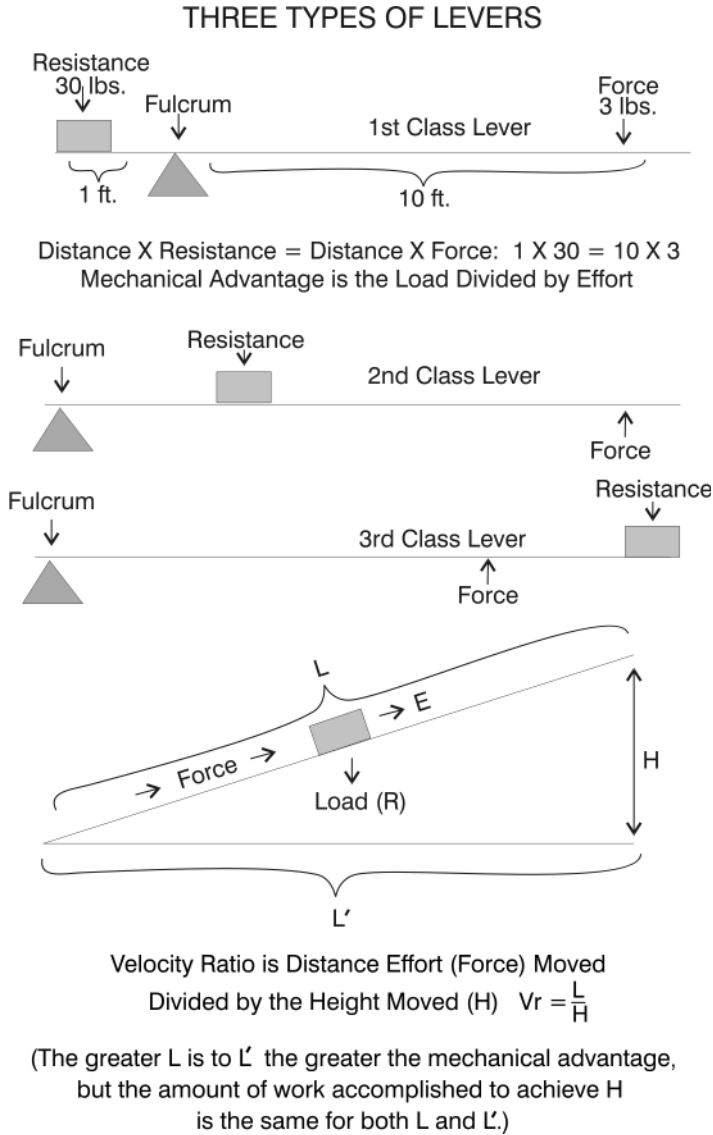 THREE TYPES OF LEVERS
Resistance
30 lbs.
Fulcrum
1st Class Lever
Force
3 lbs.
1 ft.
10 ft.
Distance X Resistance = Distance X Force: 1 X 30 = 10 X 3
Mechanical Advantage is the Load Divided by Effort
Fulcrum
Resistance
2nd Class Lever
Force
Fulcrum
Resistance
3rd Class Lever
Force
L
Force
E
Load (R)
H
L′
Velocity Ratio is Distance Effort (Force) Moved
Divided by the Height Moved (H) Vr = L/H
(The greater L is to L′ the greater the mechanical advantage,
but the amount of work accomplished to achieve H
is the same for both L and L′.)